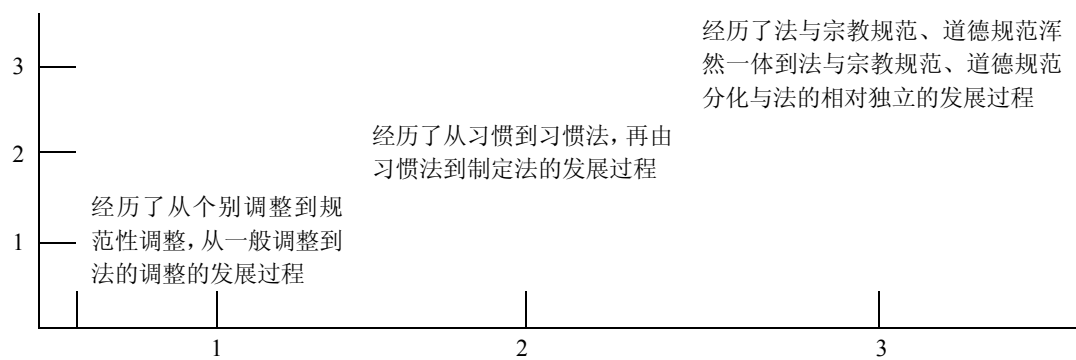 经历了法与宗教规范、道德规范浑
然一体到法与宗教规范、道德规范
分化与法的相对独立的发展过程
3
经历了从习惯到习惯法，再由
习惯法到制定法的发展过程
2
经历了从个别调整到规
范性调整，从一般调整到
法的调整的发展过程
1
1
2
3